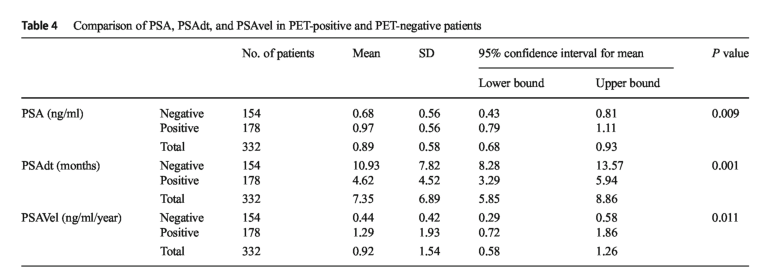 Table 4 Comparison of PSA, PSAdt, and PSAvel in PET-positive and PET-negative patients
No. of patients Mean SD 95% confidence interval for mean P value
Lower bound Upper bound
PSA (ng/ml) Negative 154 0.68 0.56 0.43 0.81 0.009
Positive 178 0.97 0.56 0.79 1.11
Total 332 0.89 0.58 0.68 0.93
PSAdt (months) Negative 154 10.93 7.82 8.28 13.57 0.001
Positive 178 4.62 4.52 3.29 5.94
Total 332 7.35 6.89 5.85 8.86
PSAVel (ng/ml/year) Negative 154 0.44 0.42 0.29 0.58 0.011
Positive 178 1.29 1.93 0.72 1.86
Total 332 0.92 1.54 0.58 1.26